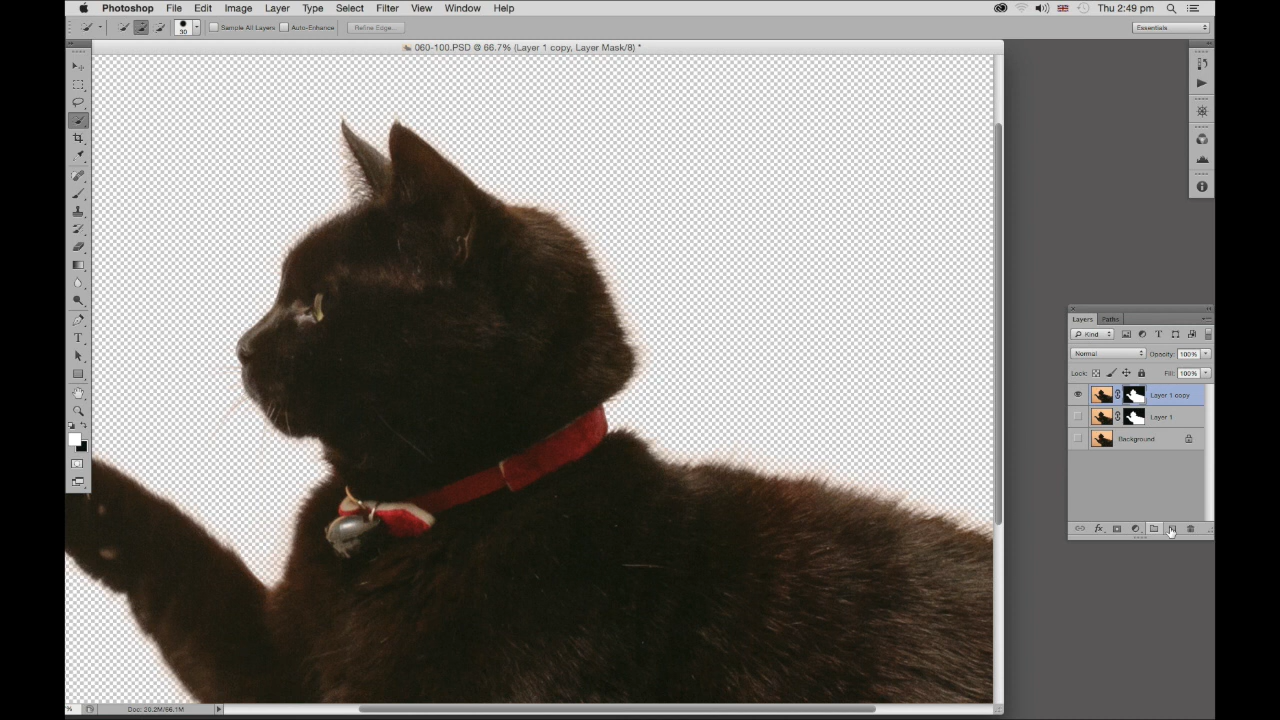 Photoshop File Edit Image Layer Type Select Filter View Window Help Thu 2:49 pm
30 Sample All Layers Auto-Enhance Refine Edge... Essentials
060-100.PSD @ 66.7% (Layer 1 copy, Layer Mask/8) *
Layers Paths
Kind
Normal Opacity: 100%
Lock: Fill: 100%
Layer 1 copy
Layer 1
Background
fx
% Doc: 20.2M/66.1M